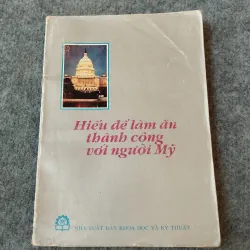 Hiểu để làm ăn
thành công
với người Mỹ
NHÀ XUẤT BẢN KHOA HỌC VÀ KỸ THUẬT